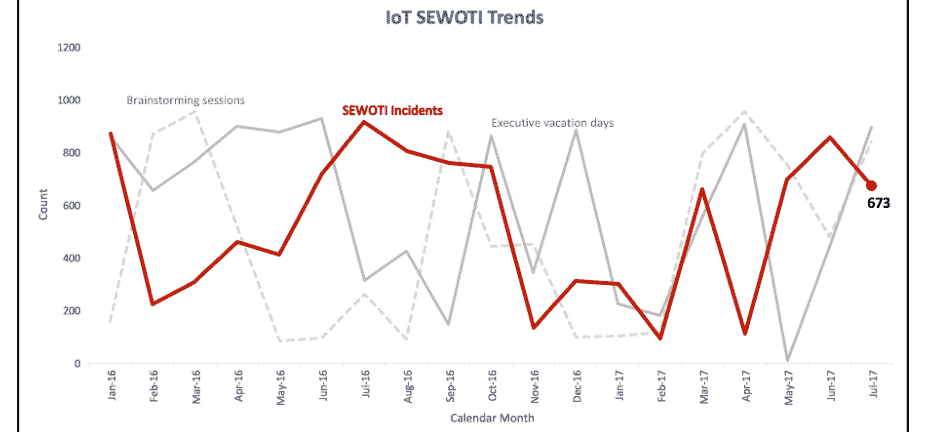 IoT SEWOTI Trends
1200
1000
800
600
400
200
0
Count
Brainstorming sessions
SEWOTI Incidents
Executive vacation days
673
Jan-16
Feb-16
Mar-16
Apr-16
May-16
Jun-16
Jul-16
Aug-16
Sep-16
Oct-16
Nov-16
Dec-16
Jan-17
Feb-17
Mar-17
Apr-17
May-17
Jun-17
Jul-17
Calendar Month